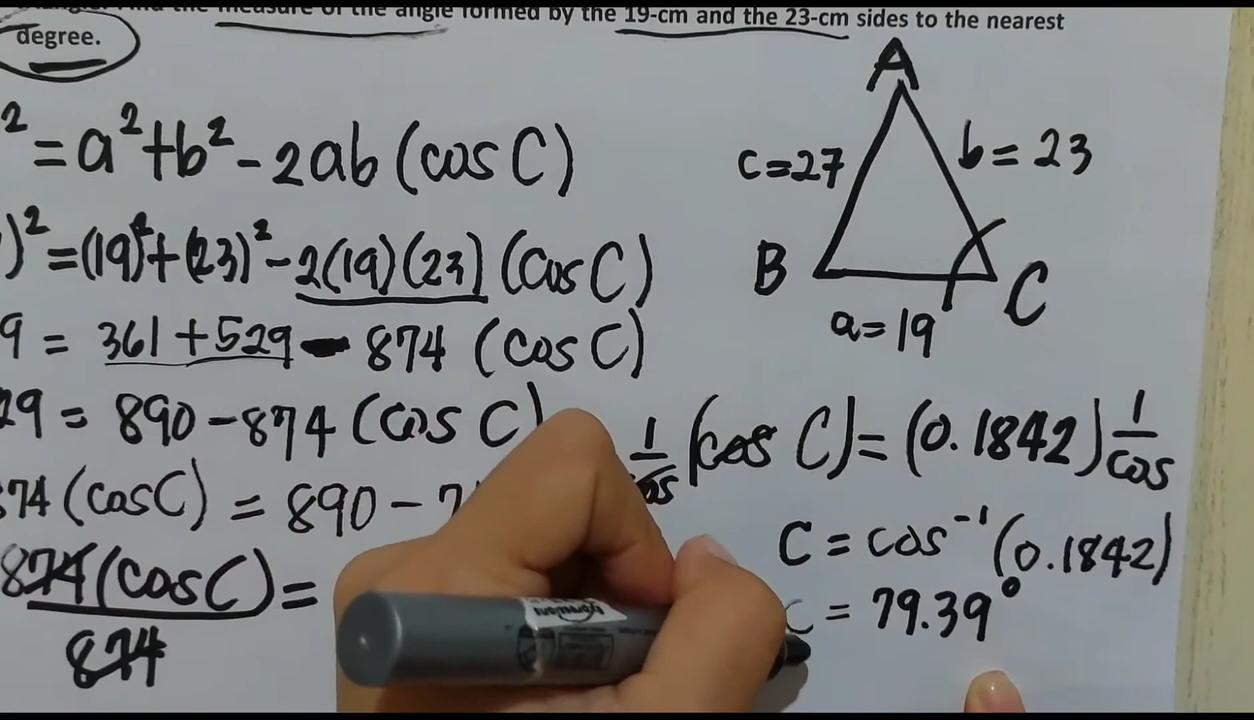 the measure of the angle formed by the 19-cm and the 23-cm sides to the nearest
degree.
A
² = a² + b² - 2ab (cos C)
c = 27
b = 23
)² = (19)² + (23)² - 2(19)(23) (cos C)
B
C
a = 19
9 = 361 + 529 - 874 (cos C)
29 = 890 - 874 (cos C)
1/cos (cos C) = (0.1842) 1/cos
874 (cos C) = 890 - 7
C = cos⁻¹ (0.1842)
874 (cos C) =
874
C = 79.39°